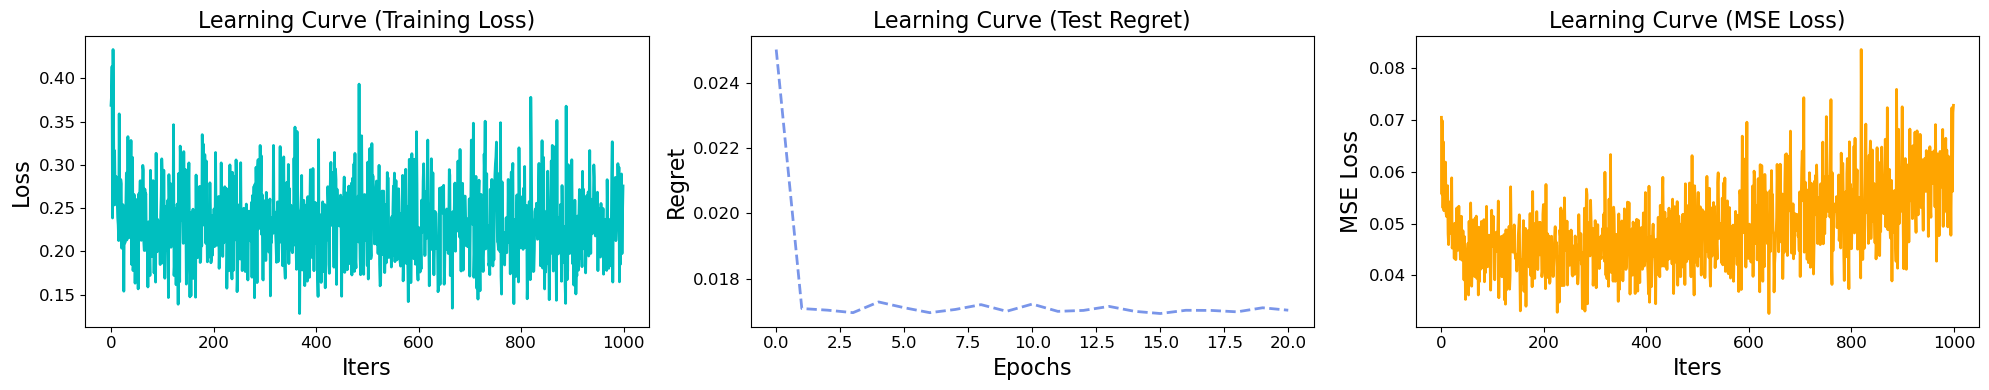 Learning Curve (Training Loss)
Loss
0.40
0.35
0.30
0.25
0.20
0.15
0 200 400 600 800 1000
Iters
Learning Curve (Test Regret)
Regret
0.024
0.022
0.020
0.018
0.0 2.5 5.0 7.5 10.0 12.5 15.0 17.5 20.0
Epochs
Learning Curve (MSE Loss)
MSE Loss
0.08
0.07
0.06
0.05
0.04
0 200 400 600 800 1000
Iters